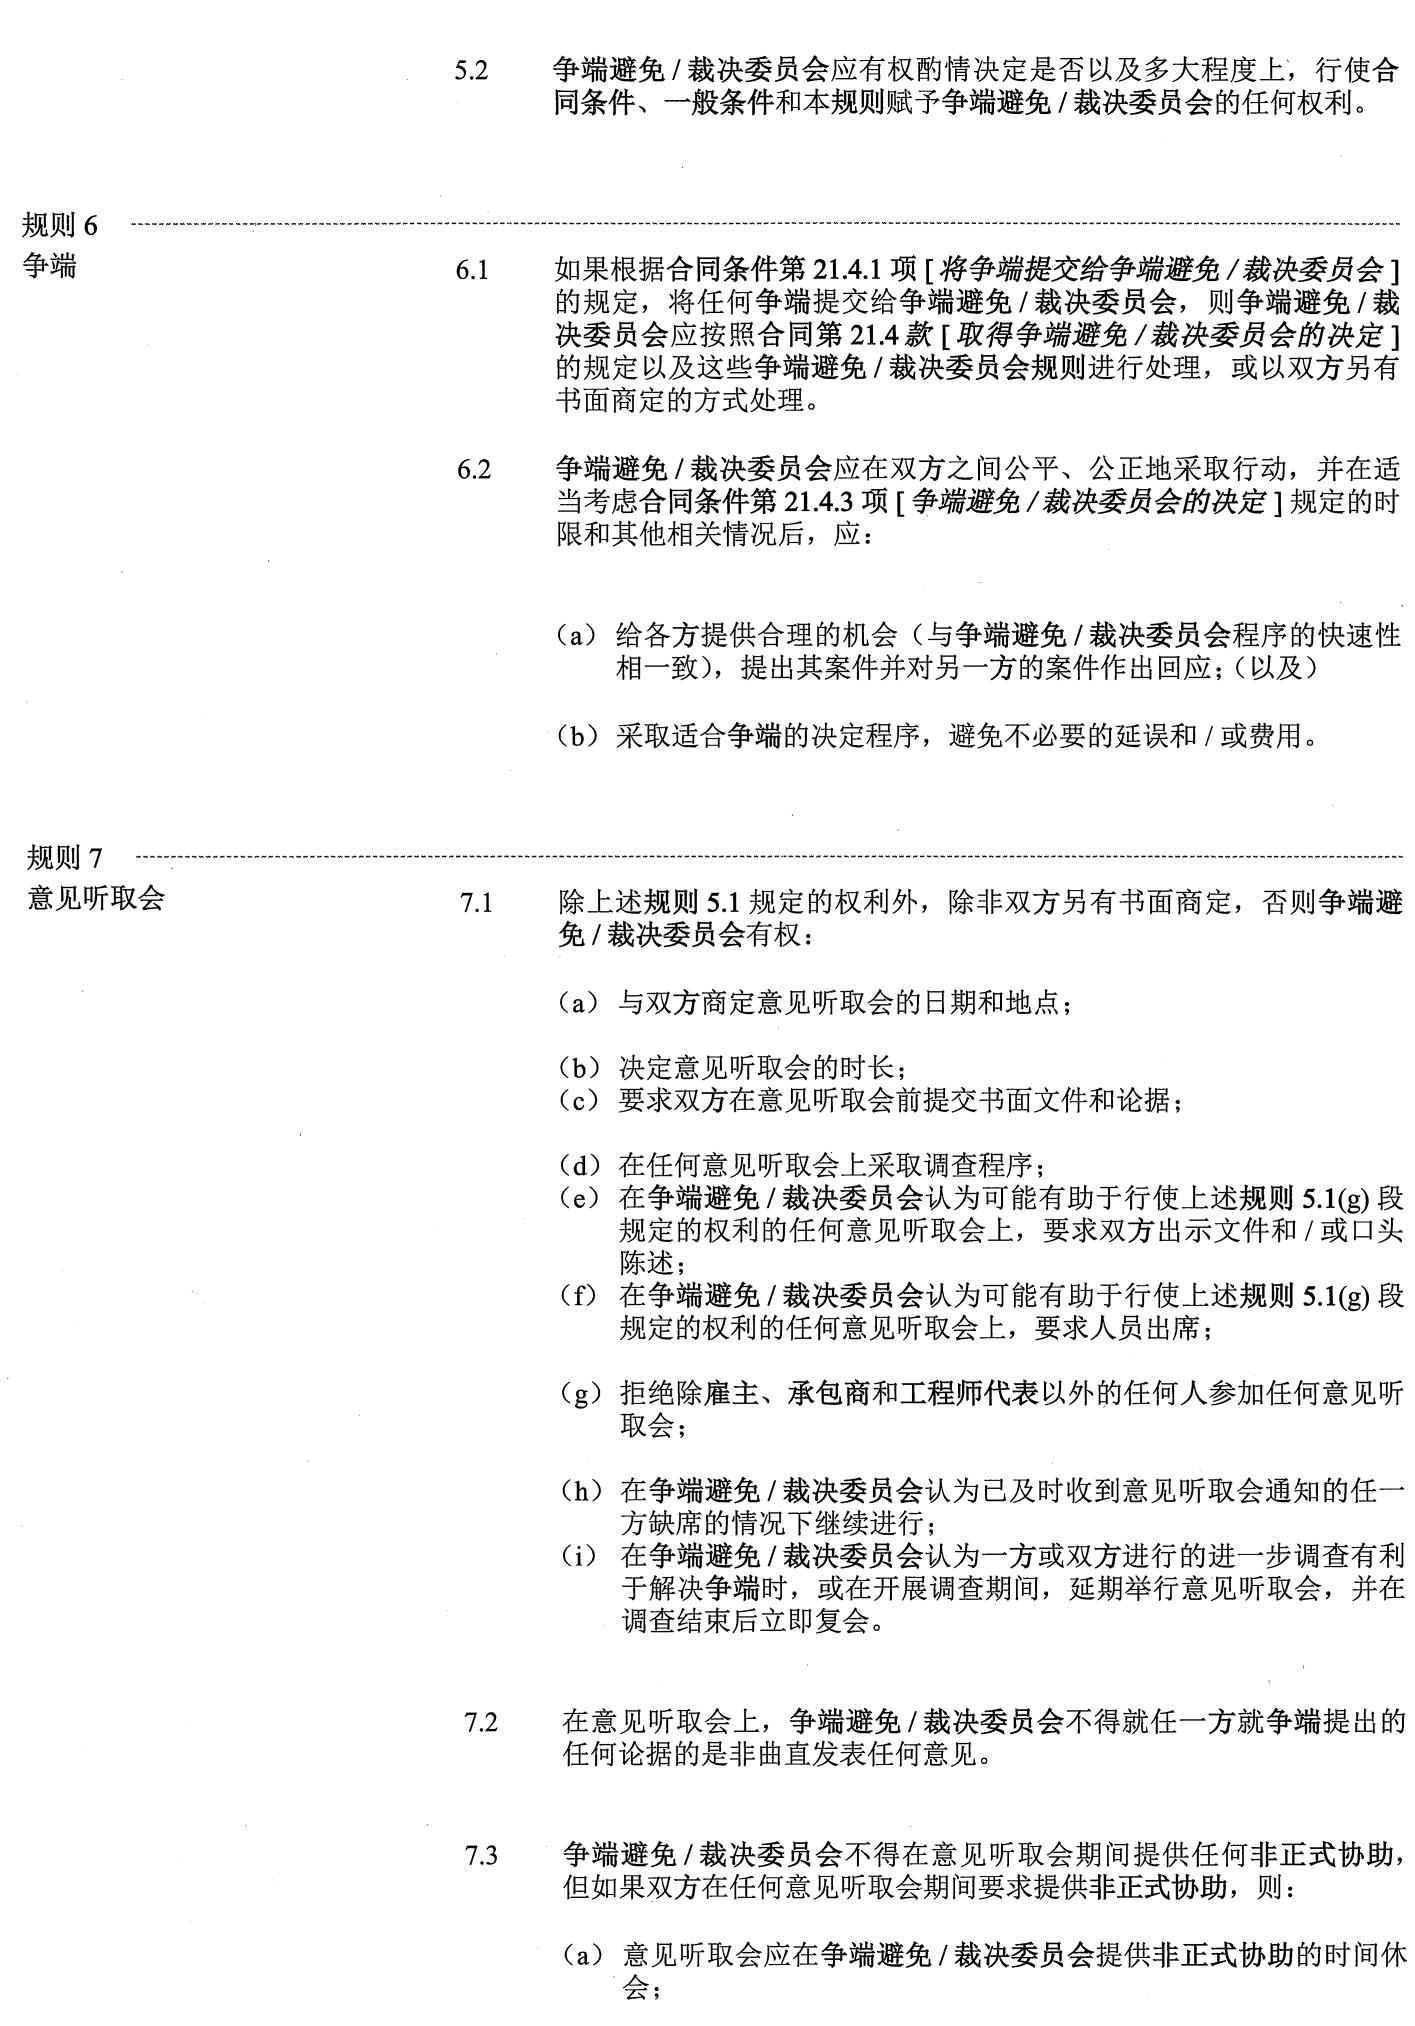 5.2 争端避免 / 裁决委员会应有权酌情决定是否以及多大程度上，行使合
同条件、一般条件和本规则赋予争端避免 / 裁决委员会的任何权利。
规则 6
争端
6.1 如果根据合同条件第 21.4.1 项 [ 将争端提交给争端避免 / 裁决委员会 ]
的规定，将任何争端提交给争端避免 / 裁决委员会，则争端避免 / 裁
决委员会应按照合同第 21.4 款 [ 取得争端避免 / 裁决委员会的决定 ]
的规定以及这些争端避免 / 裁决委员会规则进行处理，或以双方另有
书面商定的方式处理。
6.2 争端避免 / 裁决委员会应在双方之间公平、公正地采取行动，并在适
当考虑合同条件第 21.4.3 项 [ 争端避免 / 裁决委员会的决定 ] 规定的时
限和其他相关情况后，应：
（a） 给各方提供合理的机会（与争端避免 / 裁决委员会程序的快速性
相一致），提出其案件并对另一方的案件作出回应；（以及）
（b） 采取适合争端的决定程序，避免不必要的延误和 / 或费用。
规则 7
意见听取会
7.1 除上述规则 5.1 规定的权利外，除非双方另有书面商定，否则争端避
免 / 裁决委员会有权：
（a） 与双方商定意见听取会的日期和地点；
（b） 决定意见听取会的时长；
（c） 要求双方在意见听取会前提交书面文件和论据；
（d） 在任何意见听取会上采取调查程序；
（e） 在争端避免 / 裁决委员会认为可能有助于行使上述规则 5.1(g) 段
规定的权利的任何意见听取会上，要求双方出示文件和 / 或口头
陈述；
（f） 在争端避免 / 裁决委员会认为可能有助于行使上述规则 5.1(g) 段
规定的权利的任何意见听取会上，要求人员出席；
（g） 拒绝除雇主、承包商和工程师代表以外的任何人参加任何意见听
取会；
（h） 在争端避免 / 裁决委员会认为已及时收到意见听取会通知的任一
方缺席的情况下继续进行；
（i） 在争端避免 / 裁决委员会认为一方或双方进行的进一步调查有利
于解决争端时，或在开展调查期间，延期举行意见听取会，并在
调查结束后立即复会。
7.2 在意见听取会上，争端避免 / 裁决委员会不得就任一方就争端提出的
任何论据的是非曲直发表任何意见。
7.3 争端避免 / 裁决委员会不得在意见听取会期间提供任何非正式协助，
但如果双方在任何意见听取会期间要求提供非正式协助，则：
（a） 意见听取会应在争端避免 / 裁决委员会提供非正式协助的时间休
会；